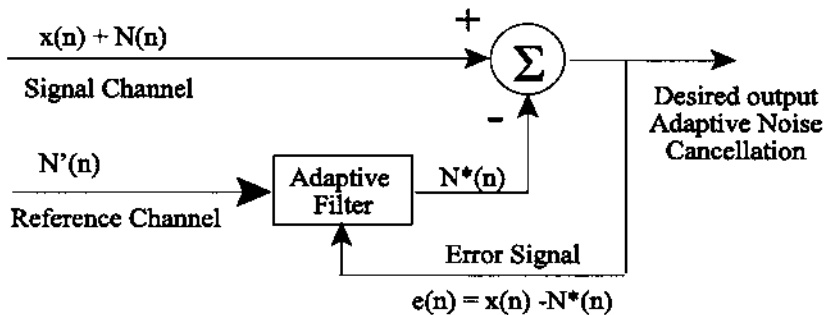 x(n) + N(n)
+
Σ
Signal Channel
-
Desired output
Adaptive Noise
Cancellation
N'(n)
Adaptive
Filter
N*(n)
Reference Channel
Error Signal
e(n) = x(n) -N*(n)